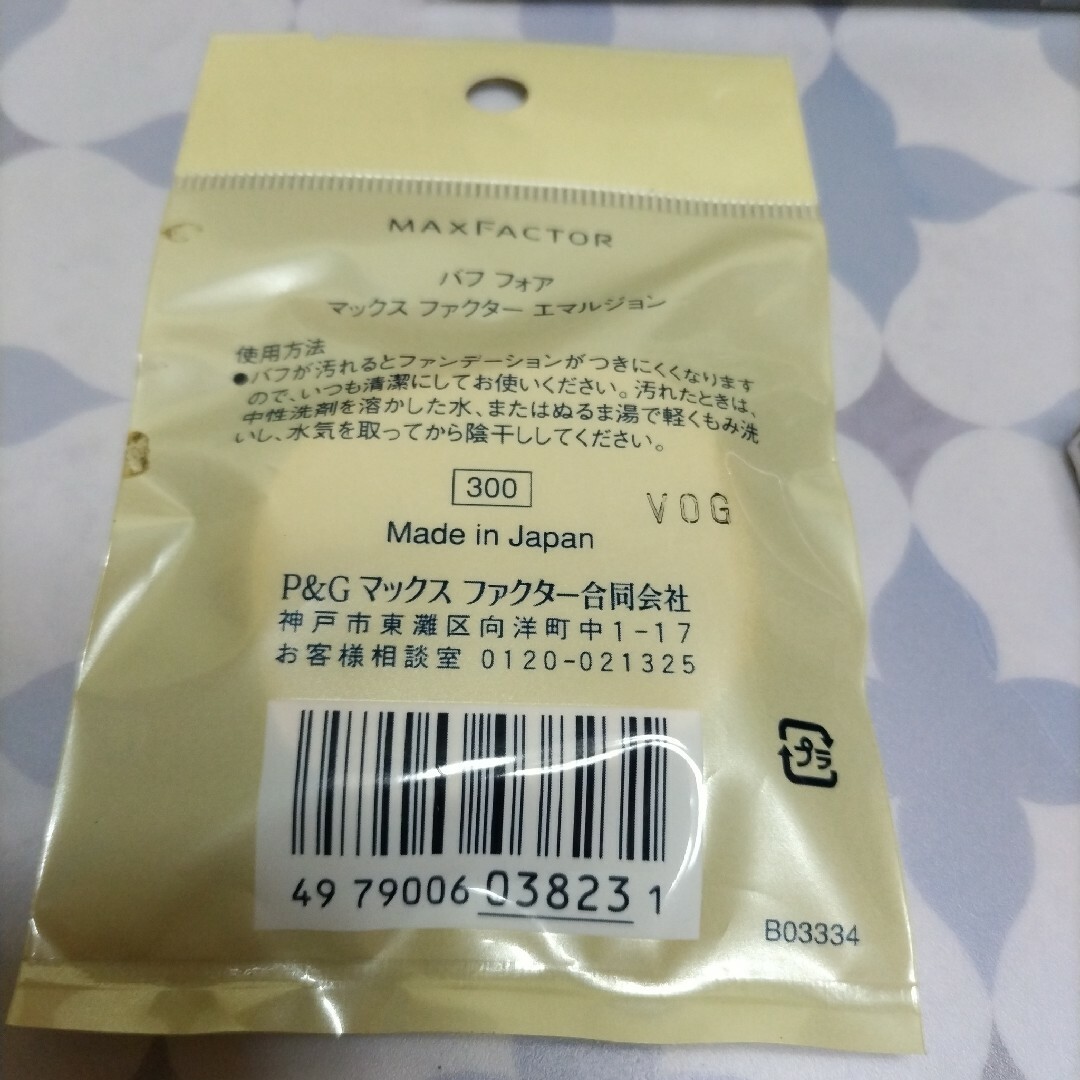 MAXFACTOR
パフ フォア
マックス ファクター エマルジョン
使用方法
●パフが汚れるとファンデーションがつきにくくなります
ので、いつも清潔にしてお使いください。汚れたときは、
中性洗剤を溶かした水、またはぬるま湯で軽くもみ洗
いし、水気を取ってから陰干ししてください。
300
VOG
Made in Japan
P&G マックス ファクター合同会社
神戸市東灘区向洋町中1-17
お客様相談室 0120-021325
プラ
49 79006 03823 1
B03334